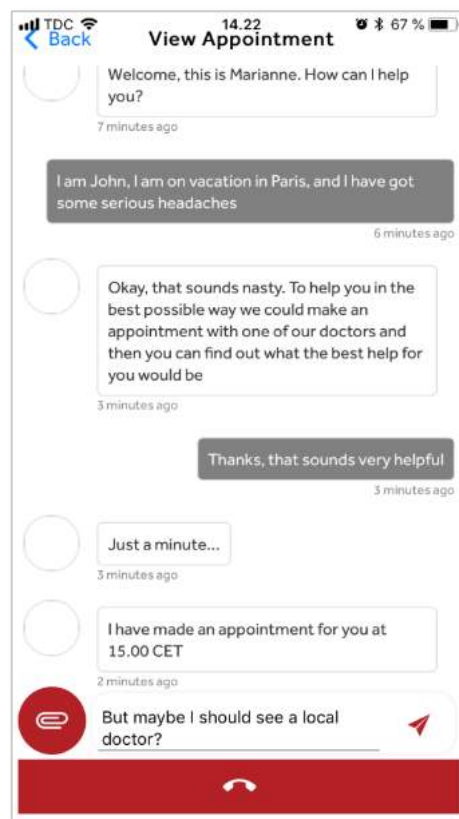 TDC 14.22 67 %
Back View Appointment
Welcome, this is Marianne. How can I help
you?
7 minutes ago
I am John, I am on vacation in Paris, and I have got
some serious headaches
6 minutes ago
Okay, that sounds nasty. To help you in the
best possible way we could make an
appointment with one of our doctors and
then you can find out what the best help for
you would be
3 minutes ago
Thanks, that sounds very helpful
3 minutes ago
Just a minute...
3 minutes ago
I have made an appointment for you at
15.00 CET
2 minutes ago
But maybe I should see a local
doctor?